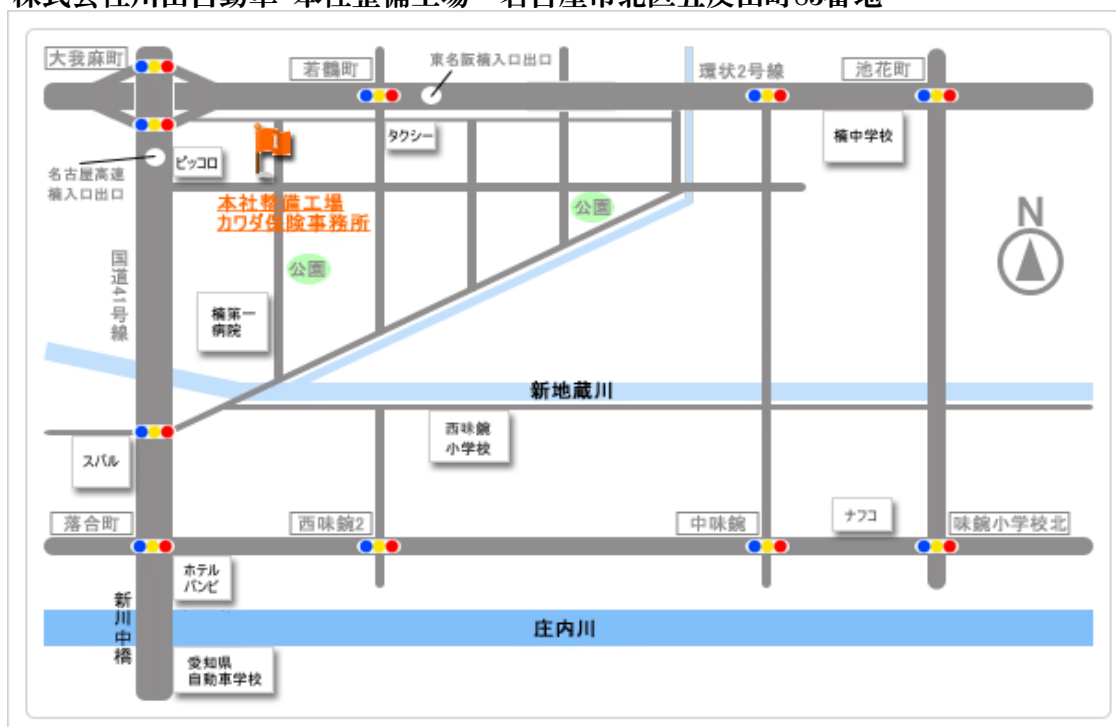 株式会社川田自動車 本社整備工場 名古屋市北区五反田町83番地
大我麻町
若鶴町
東名阪楠入口出口
環状2号線
池花町
タクシー
楠中学校
ピッコロ
名古屋高速
楠入口出口
本社整備工場
カワダ保険事務所
公園
N
国道41号線
公園
楠第一
病院
新地蔵川
西味鋺
小学校
スバル
落合町
西味鋺2
中味鋺
ナフコ
味鋺小学校北
ホテル
バンビ
新川中橋
庄内川
愛知県
自動車学校